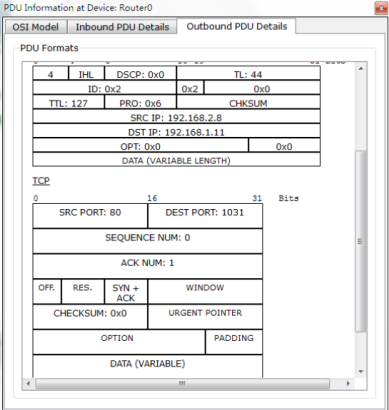 PDU Information at Device: Router0
OSI Model Inbound PDU Details Outbound PDU Details
PDU Formats
4 IHL DSCP: 0x0 TL: 44
ID: 0x2 0x2 0x0
TTL: 127 PRO: 0x6 CHKSUM
SRC IP: 192.168.2.8
DST IP: 192.168.1.11
OPT: 0x0 0x0
DATA (VARIABLE LENGTH)
TCP
0 16 31 Bits
SRC PORT: 80 DEST PORT: 1031
SEQUENCE NUM: 0
ACK NUM: 1
OFF. RES. SYN + ACK WINDOW
CHECKSUM: 0x0 URGENT POINTER
OPTION PADDING
DATA (VARIABLE)